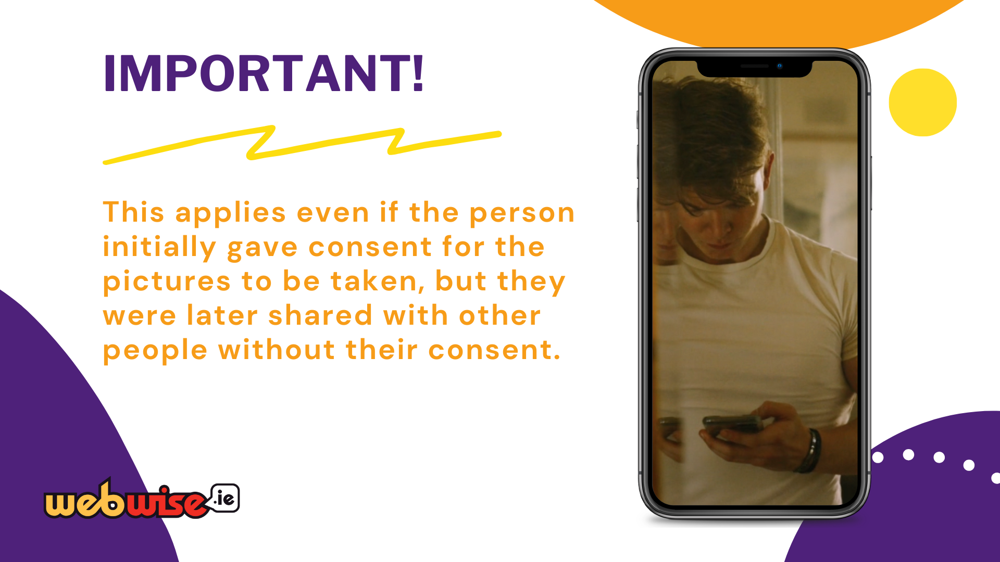 IMPORTANT!
This applies even if the person
initially gave consent for the
pictures to be taken, but they
were later shared with other
people without their consent.
webwise.ie